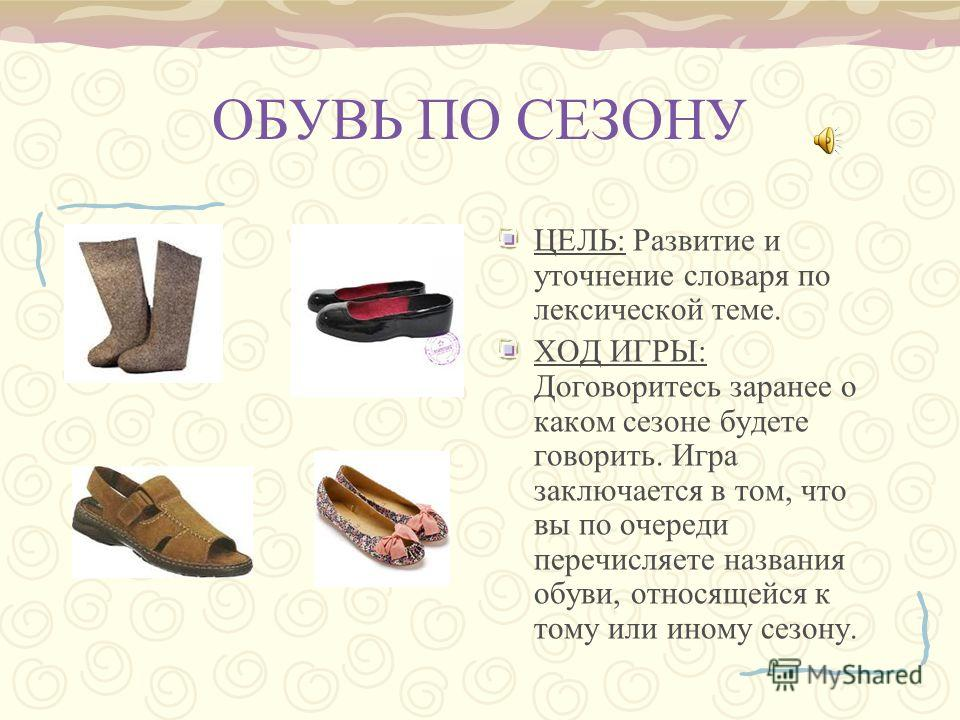 ОБУВЬ ПО СЕЗОНУ
ЦЕЛЬ: Развитие и
уточнение словаря по
лексической теме.
ХОД ИГРЫ:
Договоритесь заранее о
каком сезоне будете
говорить. Игра
заключается в том, что
вы по очереди
перечисляете названия
обуви, относящейся к
тому или иному сезону.
MyShared